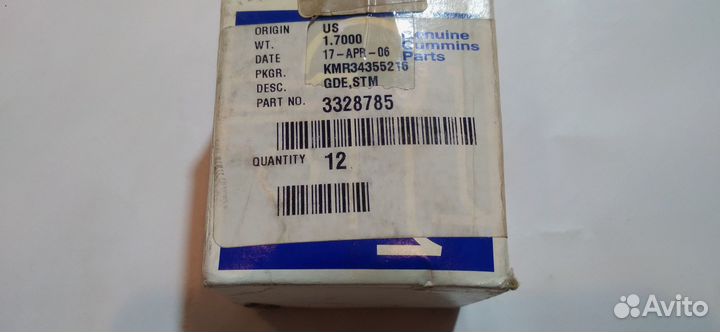 ORIGIN US
WT. 1.7000
DATE 17-APR-06
PKGR. KMR34355216
DESC. GDE,STM
PART NO. 3328785
Genuine
Cummins
Parts
QUANTITY 12
Avito